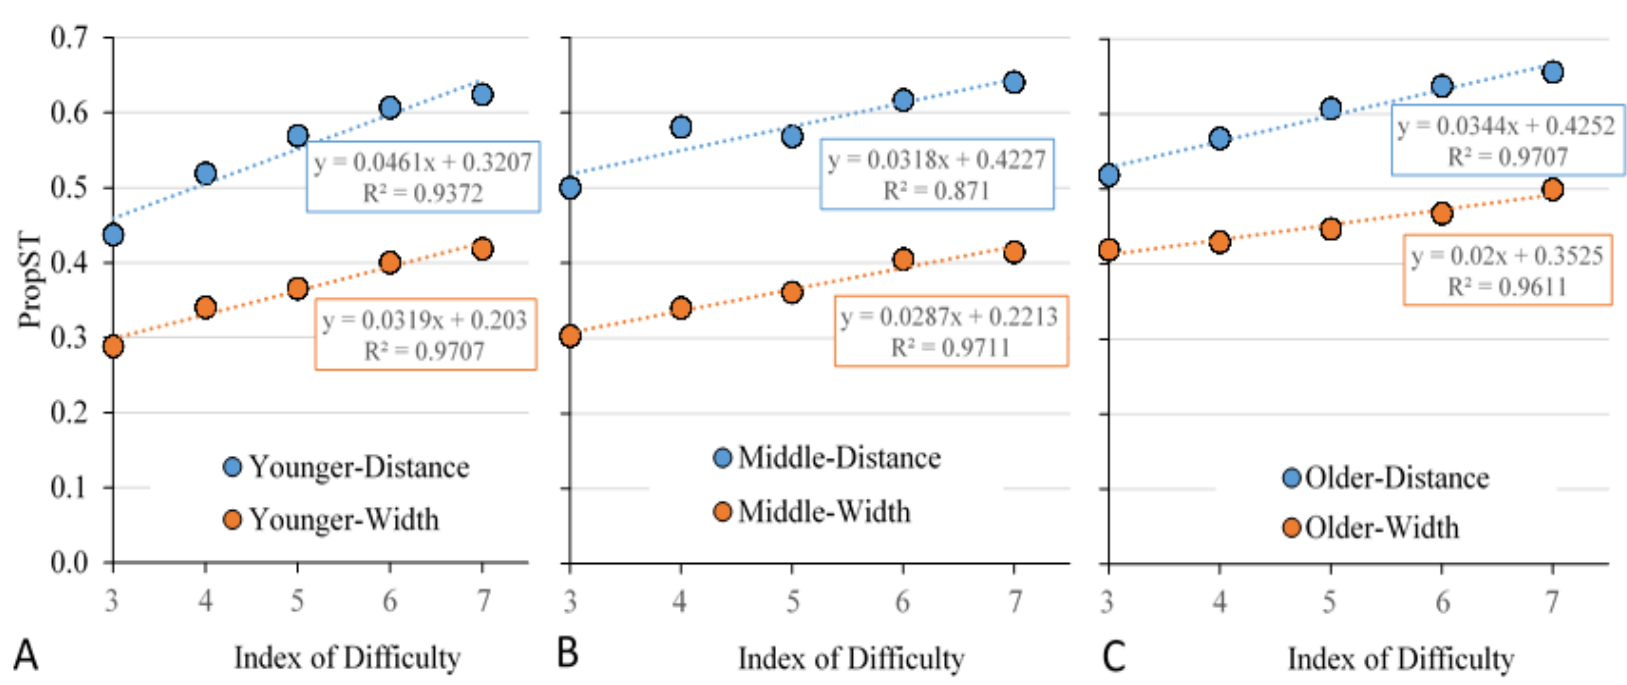 0.7
0.6
0.5
0.4
0.3
0.2
0.1
0.0
PropST
y = 0.0461x + 0.3207
R² = 0.9372
y = 0.0319x + 0.203
R² = 0.9707
Younger-Distance
Younger-Width
3 4 5 6 7
A
Index of Difficulty
y = 0.0318x + 0.4227
R² = 0.871
y = 0.0287x + 0.2213
R² = 0.9711
Middle-Distance
Middle-Width
3 4 5 6 7
B
Index of Difficulty
y = 0.0344x + 0.4252
R² = 0.9707
y = 0.02x + 0.3525
R² = 0.9611
Older-Distance
Older-Width
3 4 5 6 7
C
Index of Difficulty